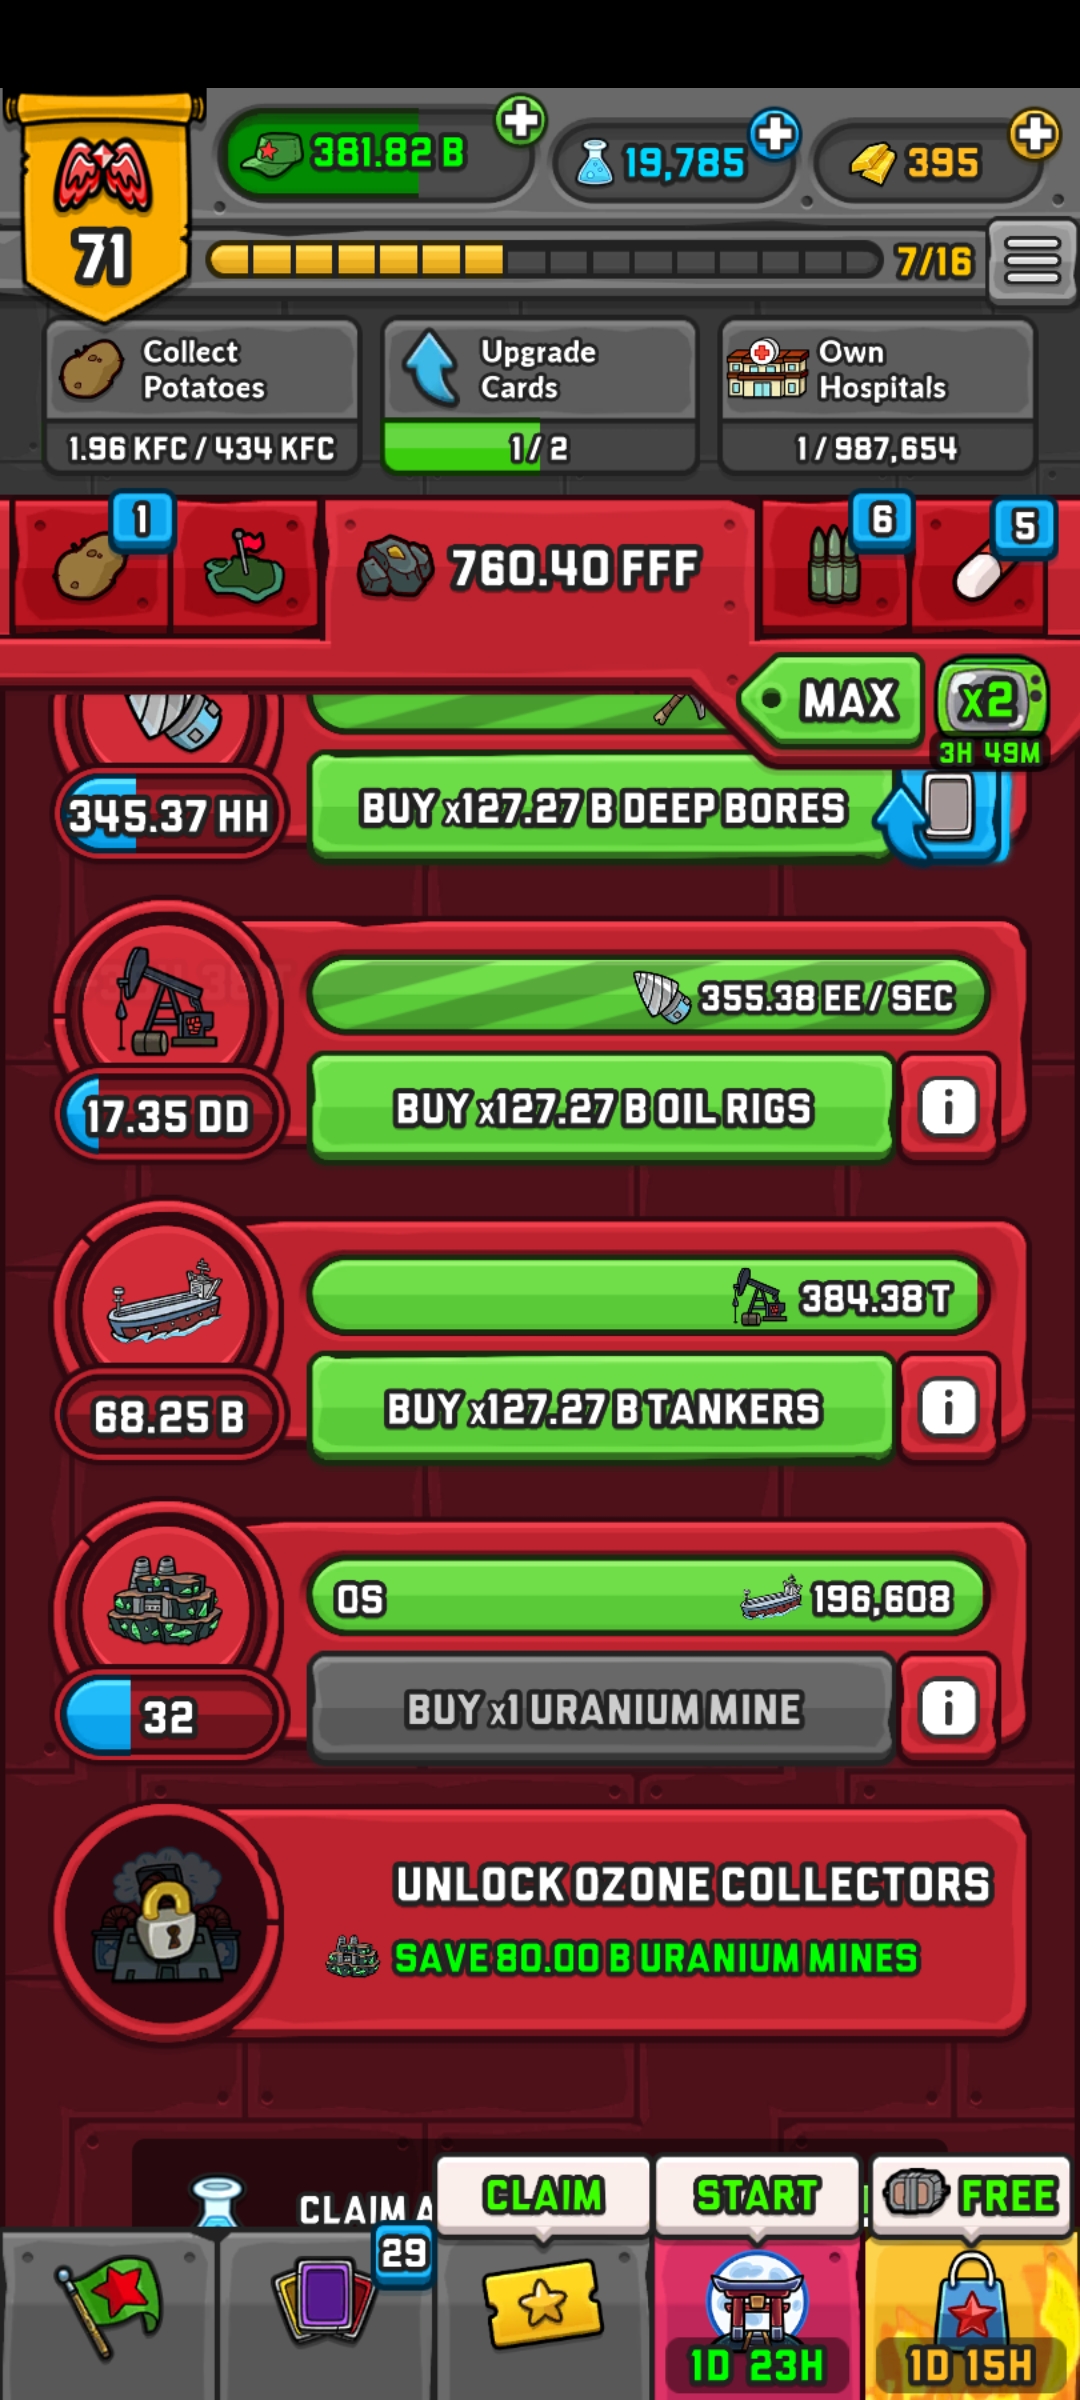 71
381.82 B
19,785
395
7/16
Collect
Potatoes
1.96 KFC / 434 KFC
Upgrade
Cards
1/2
Own
Hospitals
1/987,654
1
760.40 FFF
6
5
MAX
x2
3H 49M
345.37 HH
BUY x127.27 B DEEP BORES
355.38 EE / SEC
17.35 DD
BUY x127.27 B OIL RIGS
i
384.38 T
68.25 B
BUY x127.27 B TANKERS
i
0S
196,608
32
BUY x1 URANIUM MINE
i
UNLOCK OZONE COLLECTORS
SAVE 80.00 B URANIUM MINES
CLAIM A
CLAIM
START
FREE
29
1D 23H
1D 15H